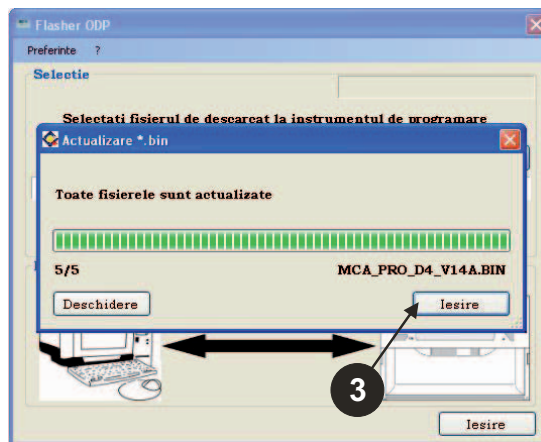 Flasher ODP
Preferinte ?
Selectie
Selectati fisierul de descarcat la instrumentul de programare
Actualizare *.bin
Toate fisierele sunt actualizate
5/5 MCA_PRO_D4_V14A.BIN
Deschidere Iesire
3
Iesire